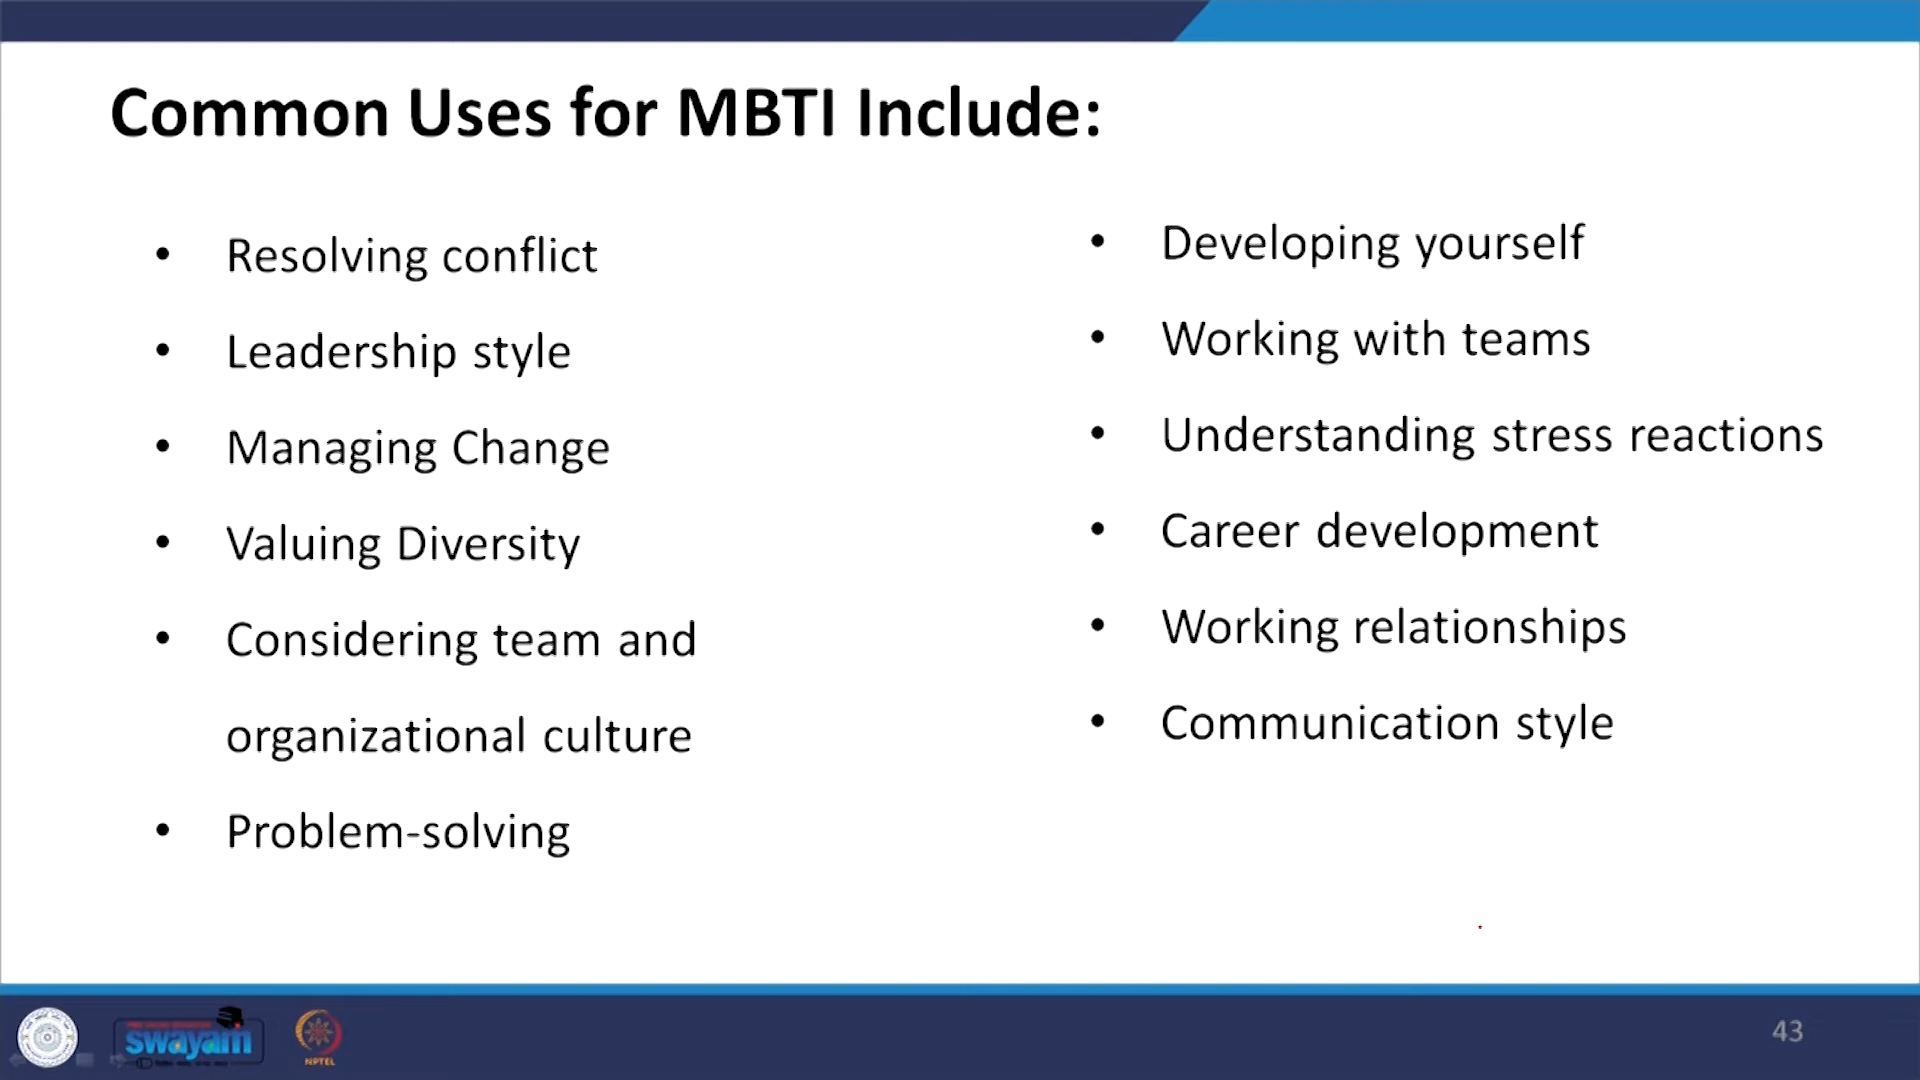 Common Uses for MBTI Include:
• Resolving conflict
• Leadership style
• Managing Change
• Valuing Diversity
• Considering team and
organizational culture
• Problem-solving
• Developing yourself
• Working with teams
• Understanding stress reactions
• Career development
• Working relationships
• Communication style
swayam
NPTEL
43